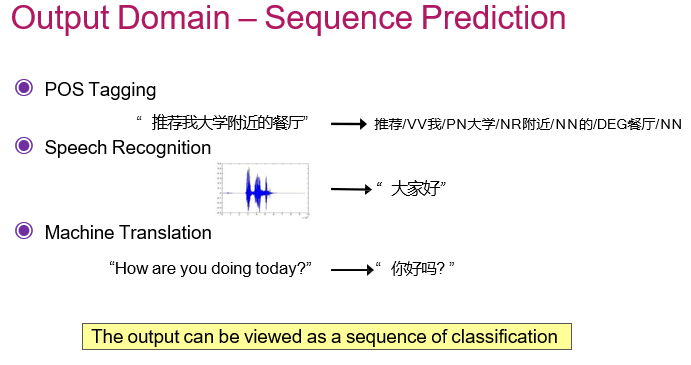 Output Domain – Sequence Prediction
POS Tagging
“ 推荐我大学附近的餐厅” 推荐/VV我/PN大学/NR附近/NN的/DEG餐厅/NN
Speech Recognition
“ 大家好”
Machine Translation
“How are you doing today?” “ 你好吗? ”
The output can be viewed as a sequence of classification